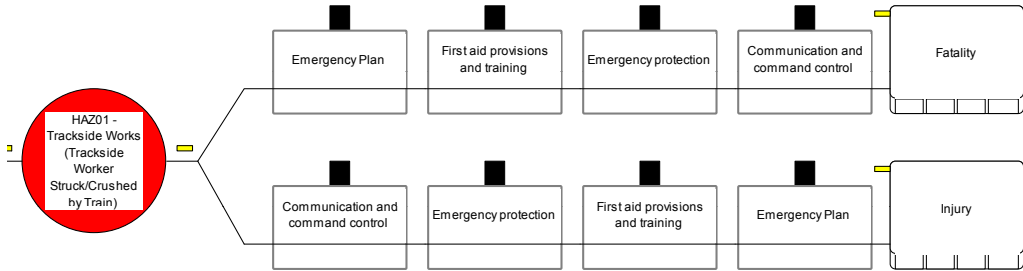 HAZ01 -
Trackside Works
(Trackside
Worker
Struck/Crushed
by Train)
Emergency Plan
First aid provisions
and training
Emergency protection
Communication and
command control
Fatality
Communication and
command control
Emergency protection
First aid provisions
and training
Emergency Plan
Injury